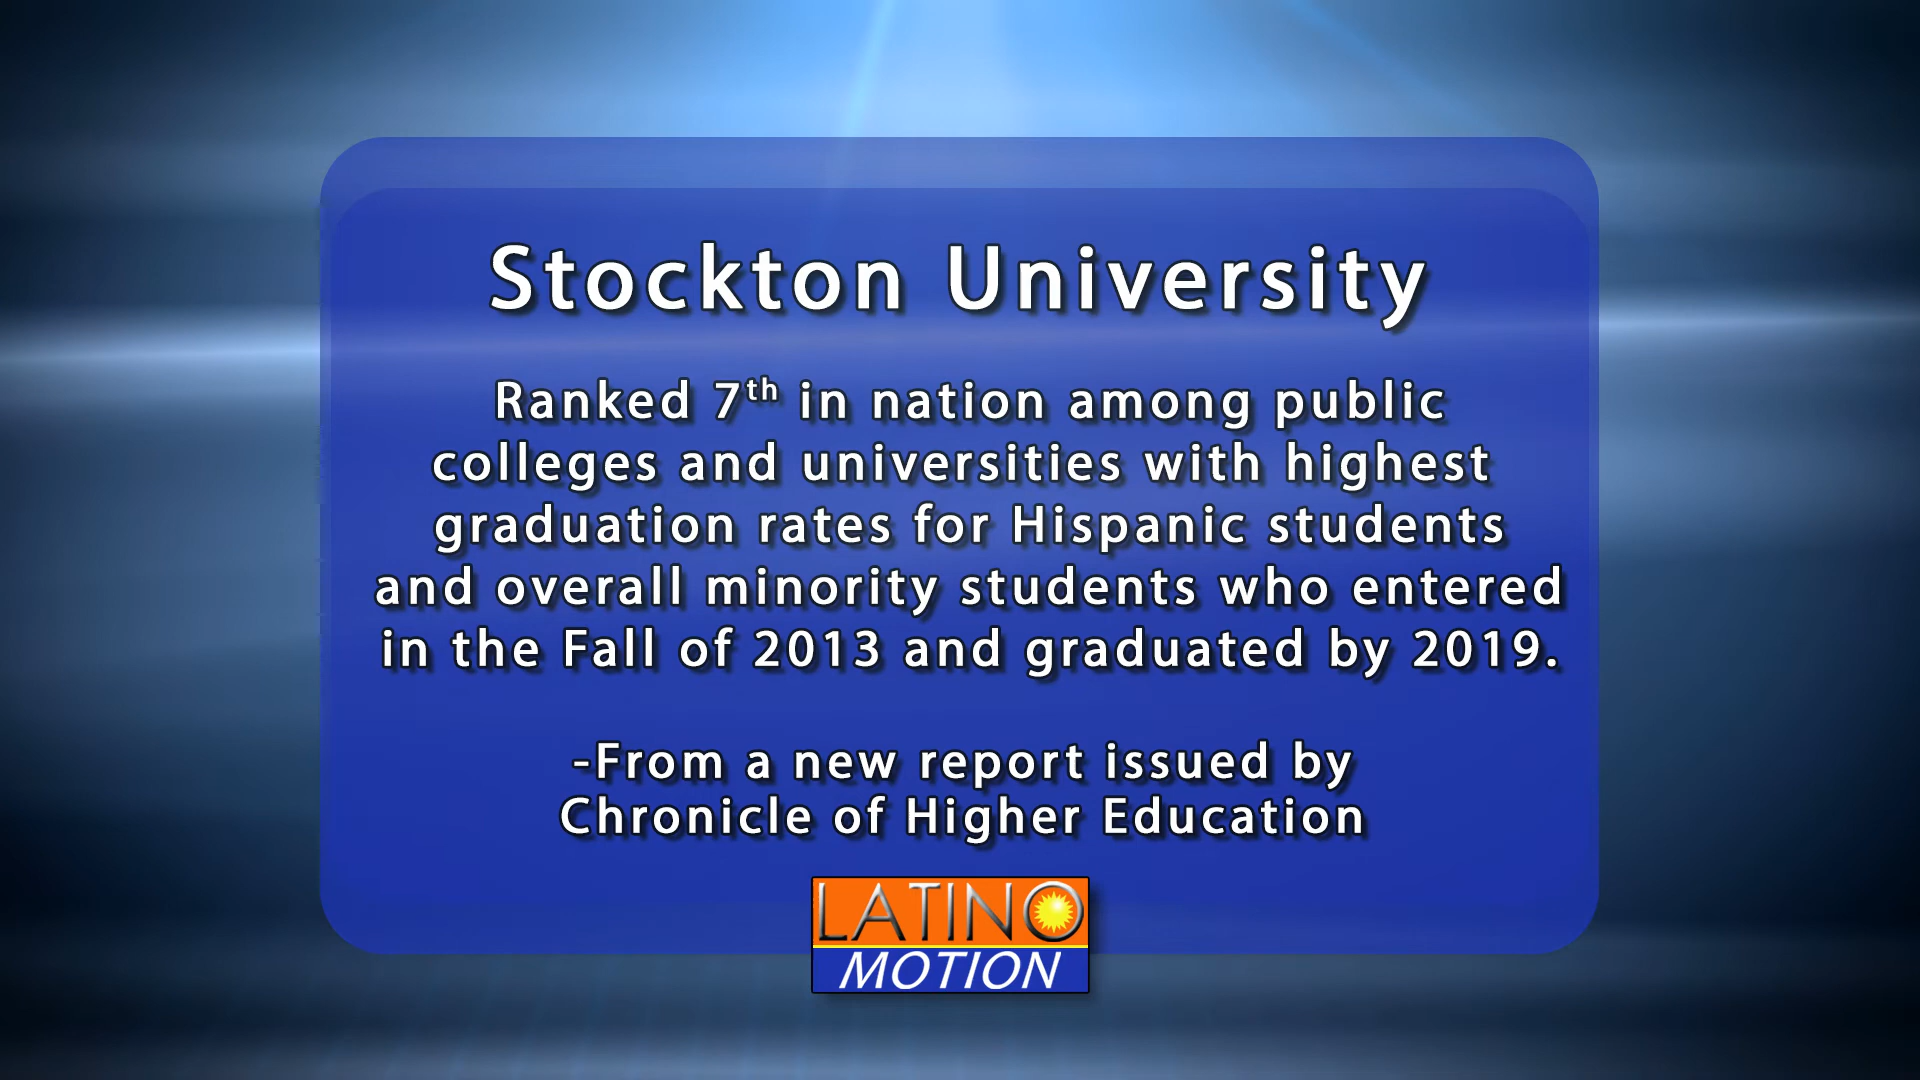 Stockton University
Ranked 7th in nation among public
colleges and universities with highest
graduation rates for Hispanic students
and overall minority students who entered
in the Fall of 2013 and graduated by 2019.
-From a new report issued by
Chronicle of Higher Education
LATINO
MOTION